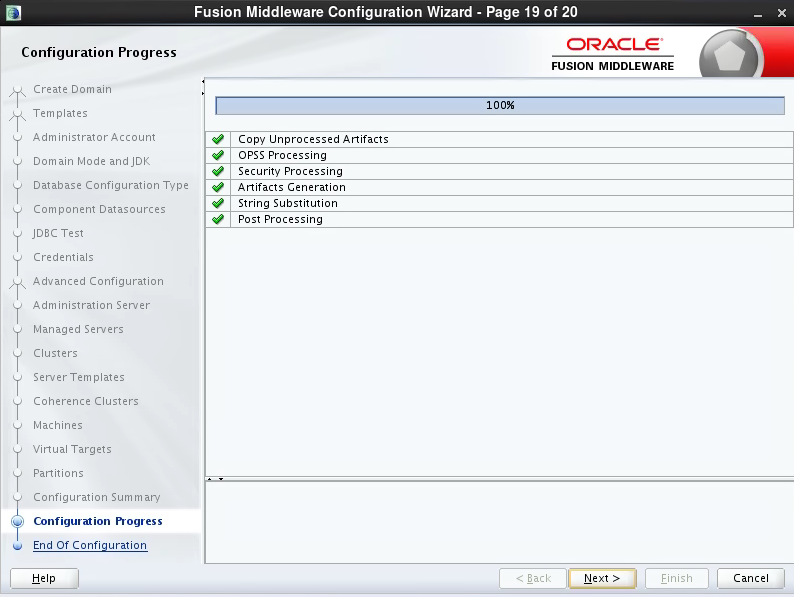 Fusion Middleware Configuration Wizard - Page 19 of 20
Configuration Progress
ORACLE
FUSION MIDDLEWARE
Create Domain
Templates
Administrator Account
Domain Mode and JDK
Database Configuration Type
Component Datasources
JDBC Test
Credentials
Advanced Configuration
Administration Server
Managed Servers
Clusters
Server Templates
Coherence Clusters
Machines
Virtual Targets
Partitions
Configuration Summary
Configuration Progress
End Of Configuration
100%
Copy Unprocessed Artifacts
OPSS Processing
Security Processing
Artifacts Generation
String Substitution
Post Processing
Help
< Back
Next >
Finish
Cancel